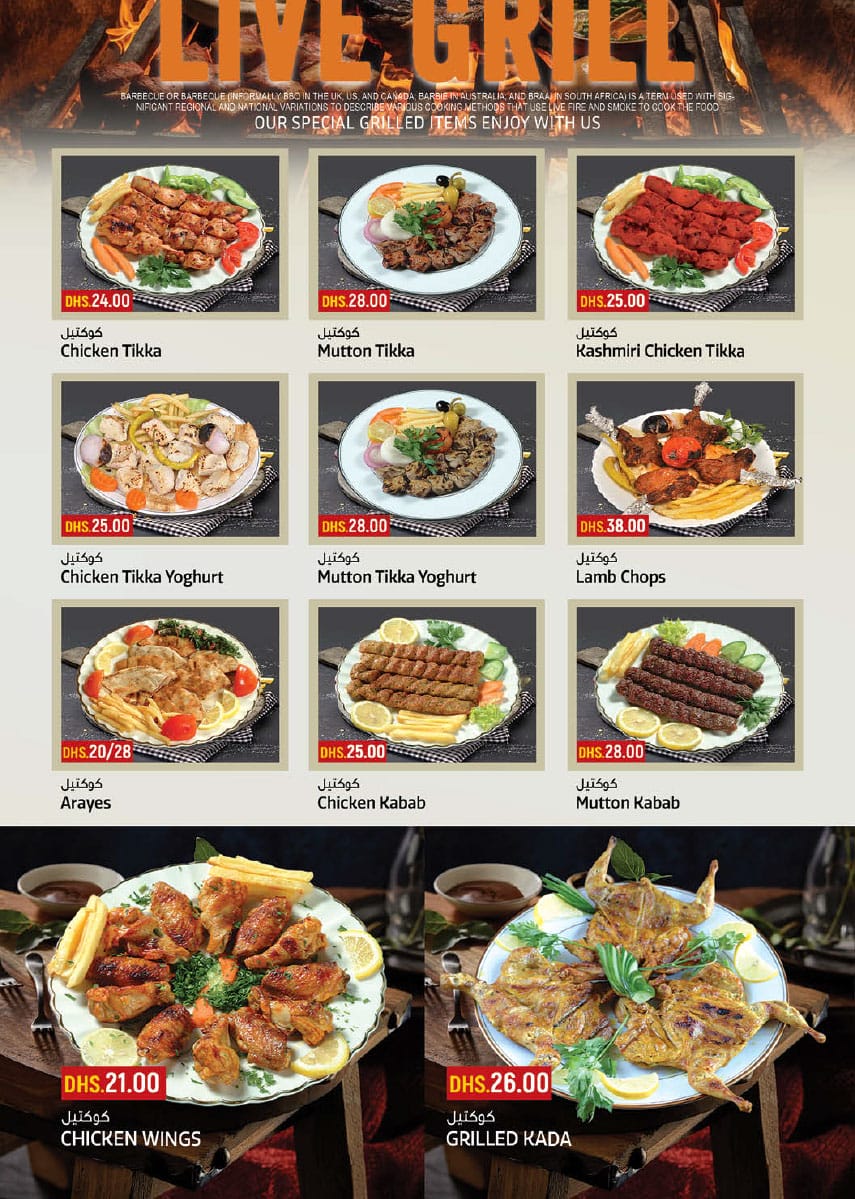 LIVE GRILL
BARBECUE OR BARBEQUE (INFORMALLY BBQ IN THE UK, US, AND CANADA, BARBIE IN AUSTRALIA, AND BRAAI IN SOUTH AFRICA) IS A TERM USED WITH SIG-
NIFICANT REGIONAL AND NATIONAL VARIATIONS TO DESCRIBE VARIOUS COOKING METHODS THAT USE LIVE FIRE AND SMOKE TO COOK THE FOOD
OUR SPECIAL GRILLED ITEMS ENJOY WITH US
DHS.24.00
كوكتيل
Chicken Tikka
DHS.28.00
كوكتيل
Mutton Tikka
DHS.25.00
كوكتيل
Kashmiri Chicken Tikka
DHS.25.00
كوكتيل
Chicken Tikka Yoghurt
DHS.28.00
كوكتيل
Mutton Tikka Yoghurt
DHS.38.00
كوكتيل
Lamb Chops
DHS.20/28
كوكتيل
Arayes
DHS.25.00
كوكتيل
Chicken Kabab
DHS.28.00
كوكتيل
Mutton Kabab
DHS.21.00
كوكتيل
CHICKEN WINGS
DHS.26.00
كوكتيل
GRILLED KADA